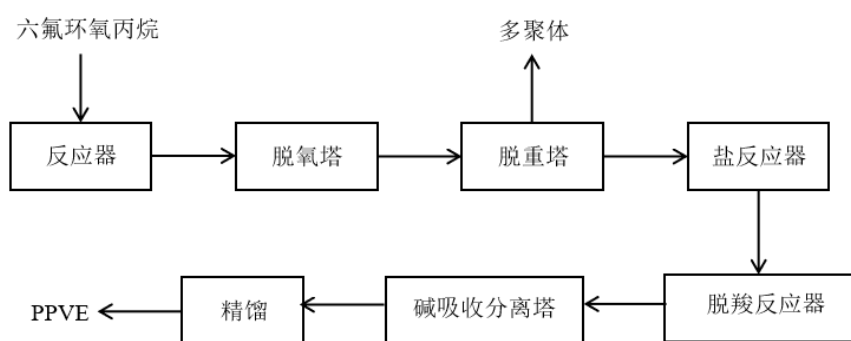 六氟环氧丙烷
多聚体
反应器
脱氧塔
脱重塔
盐反应器
脱羧反应器
碱吸收分离塔
精馏
PPVE